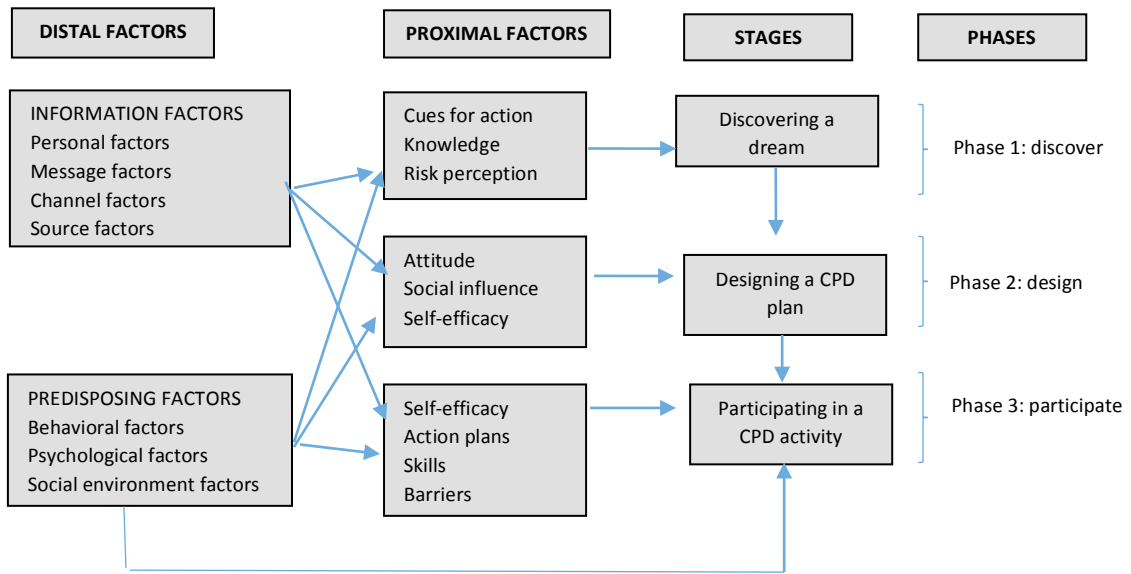 DISTAL FACTORS
PROXIMAL FACTORS
STAGES
PHASES
INFORMATION FACTORS
Personal factors
Message factors
Channel factors
Source factors
PREDISPOSING FACTORS
Behavioral factors
Psychological factors
Social environment factors
Cues for action
Knowledge
Risk perception
Attitude
Social influence
Self-efficacy
Self-efficacy
Action plans
Skills
Barriers
Discovering a
dream
Designing a CPD
plan
Participating in a
CPD activity
Phase 1: discover
Phase 2: design
Phase 3: participate